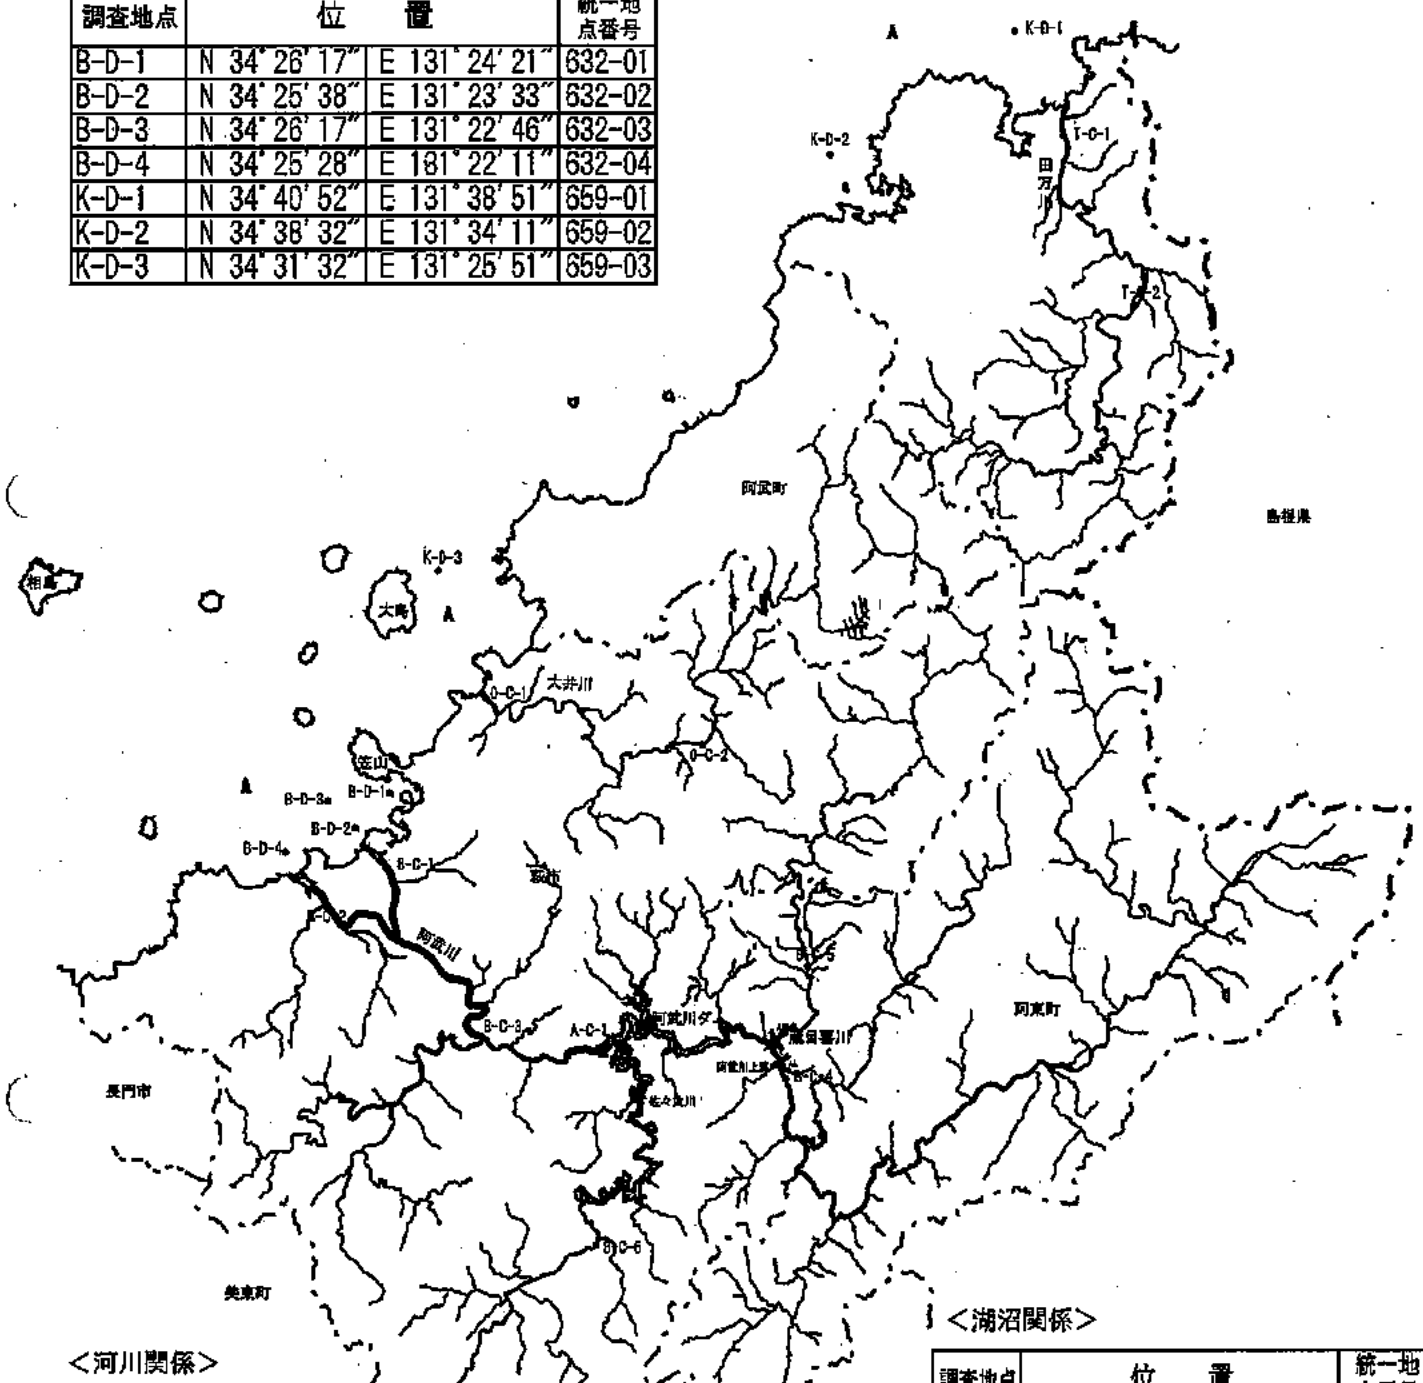 調査地点 位置 統一地点番号
B-D-1 N 34°26'17" E 131°24'21" 632-01
B-D-2 N 34°25'38" E 131°23'33" 632-02
B-D-3 N 34°26'17" E 131°22'46" 632-03
B-D-4 N 34°25'28" E 181°22'11" 632-04
K-D-1 N 34°40'52" E 131°38'51" 659-01
K-D-2 N 34°38'32" E 131°34'11" 659-02
K-D-3 N 34°31'32" E 131°25'51" 659-03
A
K-D-1
K-D-2
T-C-1
田万川
阿武町
島根県
K-D-3
相島
大島
A
O-C-1
大井川
O-C-2
笠山
A
B-D-3
B-D-1
B-D-2
B-D-4
B-C-1
萩市
阿武川
阿東町
B-C-3
A-C-1
阿武川ダ
B-C-4
長門市
佐々並川
美東町
<湖沼関係>
<河川関係>
調査地点 位置 統一地